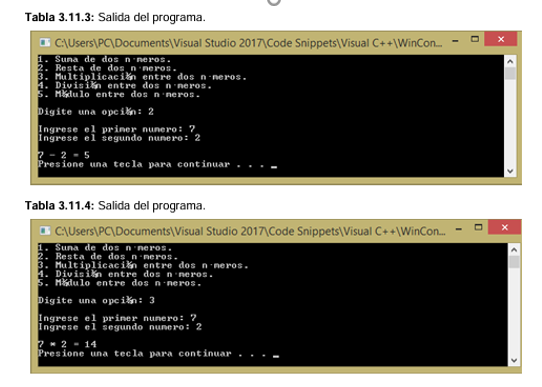 Tabla 3.11.3: Salida del programa.
C:\Users\PC\Documents\Visual Studio 2017\Code Snippets\Visual C++\WinCon...
1. Suma de dos n·meros.
2. Resta de dos n·meros.
3. Multiplicaci¾n entre dos n·meros.
4. Divisi¾n entre dos n·meros.
5. M¾dulo entre dos n·meros.
Digite una opci¾n: 2
Ingrese el primer numero: 7
Ingrese el segundo numero: 2
7 - 2 = 5
Presione una tecla para continuar . . . _
Tabla 3.11.4: Salida del programa.
C:\Users\PC\Documents\Visual Studio 2017\Code Snippets\Visual C++\WinCon...
1. Suma de dos n·meros.
2. Resta de dos n·meros.
3. Multiplicaci¾n entre dos n·meros.
4. Divisi¾n entre dos n·meros.
5. M¾dulo entre dos n·meros.
Digite una opci¾n: 3
Ingrese el primer numero: 7
Ingrese el segundo numero: 2
7 * 2 = 14
Presione una tecla para continuar . . . _